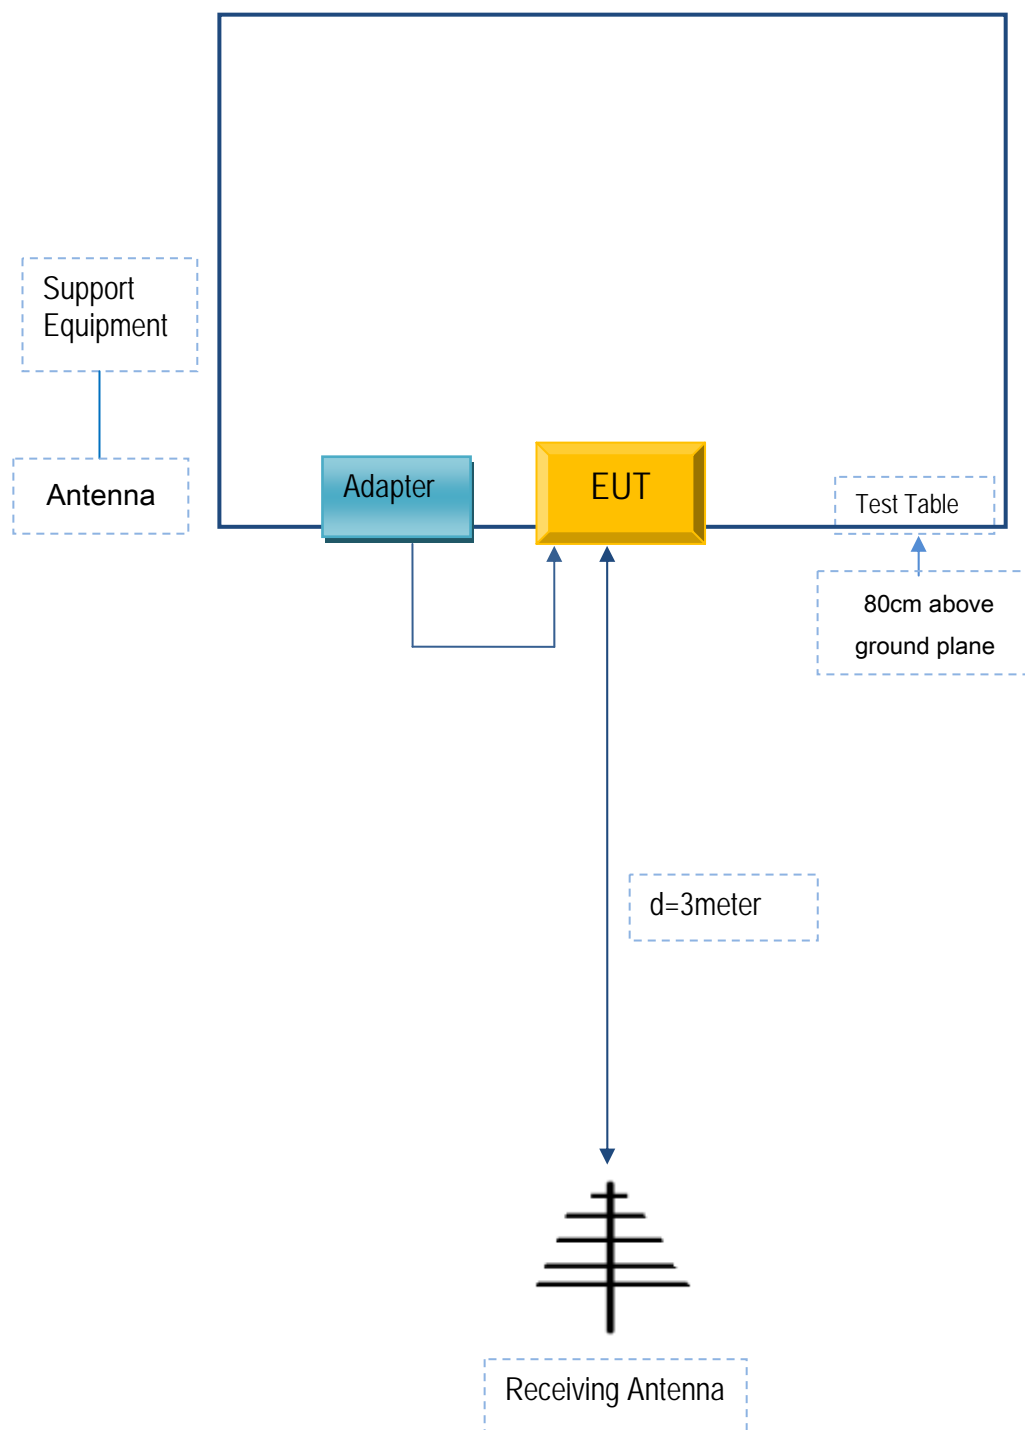 Support
Equipment
Antenna
Adapter
EUT
Test Table
80cm above
ground plane
d=3meter
Receiving Antenna